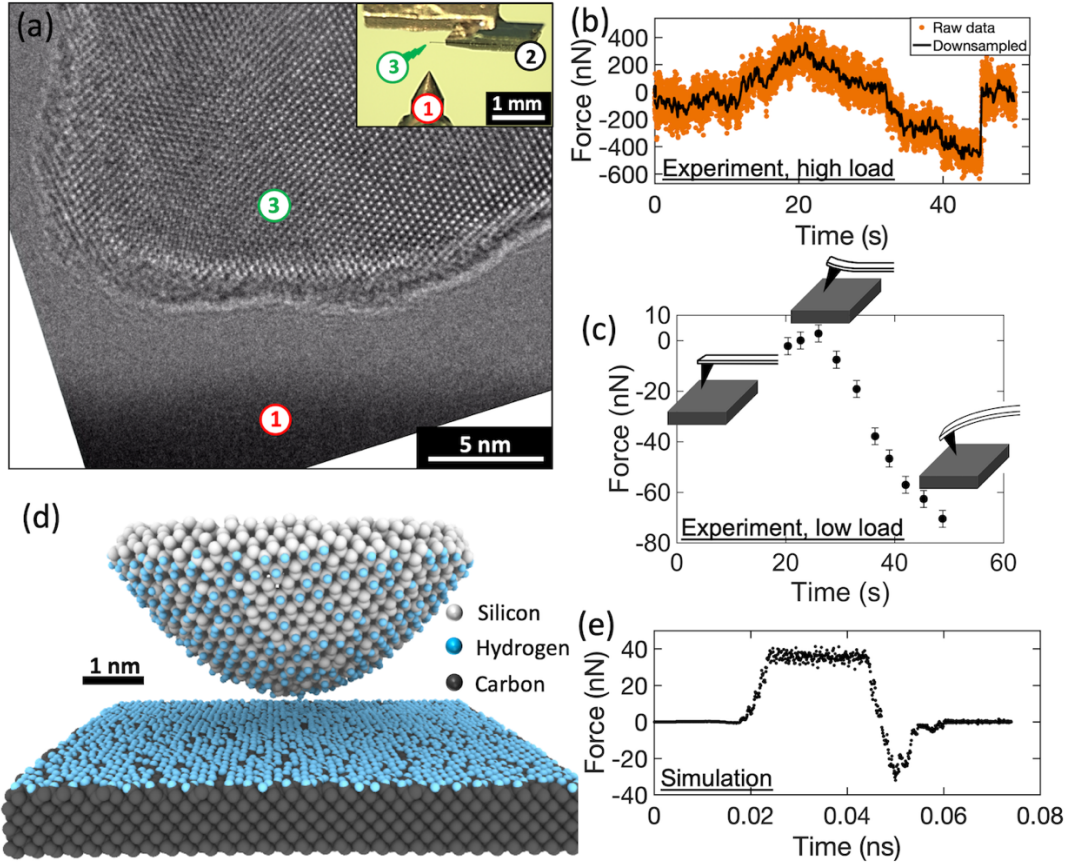 (a)
3
2
1
1 mm
3
1
5 nm
(b)
Force (nN)
400
200
0
-200
-400
-600
Raw data
Downsampled
Experiment, high load
0
20
40
Time (s)
(c)
Force (nN)
10
0
-20
-40
-60
-80
Experiment, low load
0
20
40
60
Time (s)
(d)
Silicon
Hydrogen
Carbon
1 nm
(e)
Force (nN)
40
20
0
-20
-40
Simulation
0
0.02
0.04
0.06
0.08
Time (ns)